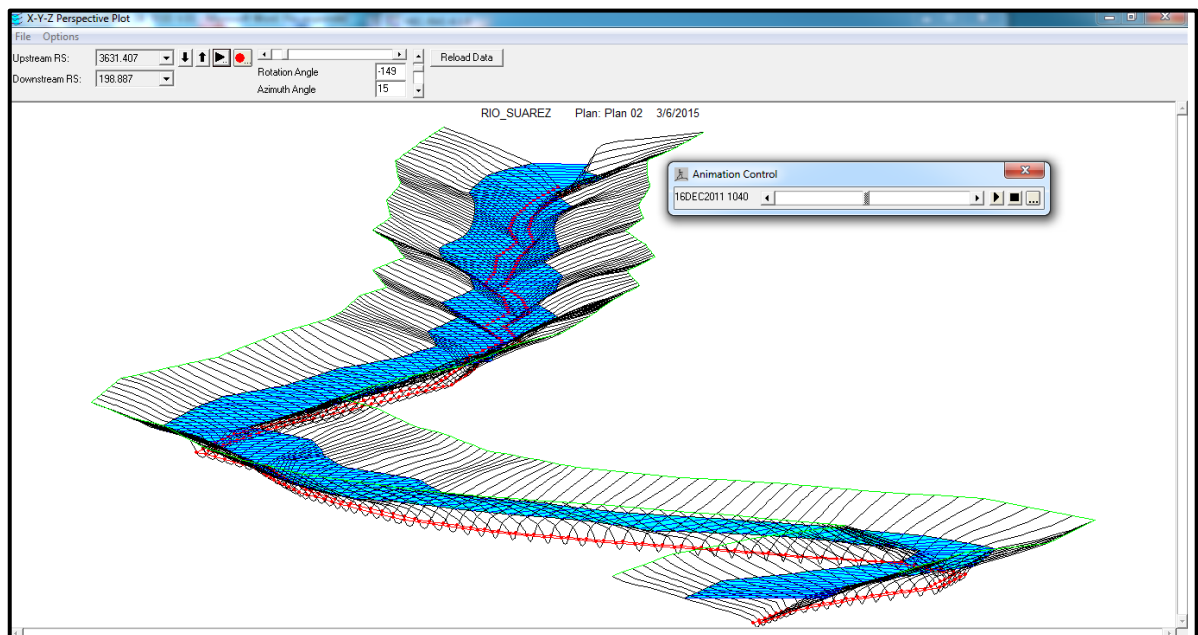 X-Y-Z Perspective Plot
File Options
Upstream RS: 3631.407
Downstream RS: 198.887
Rotation Angle -149
Azimuth Angle 15
Reload Data
RIO_SUAREZ Plan: Plan 02 3/6/2015
Animation Control
16DEC2011 1040
...